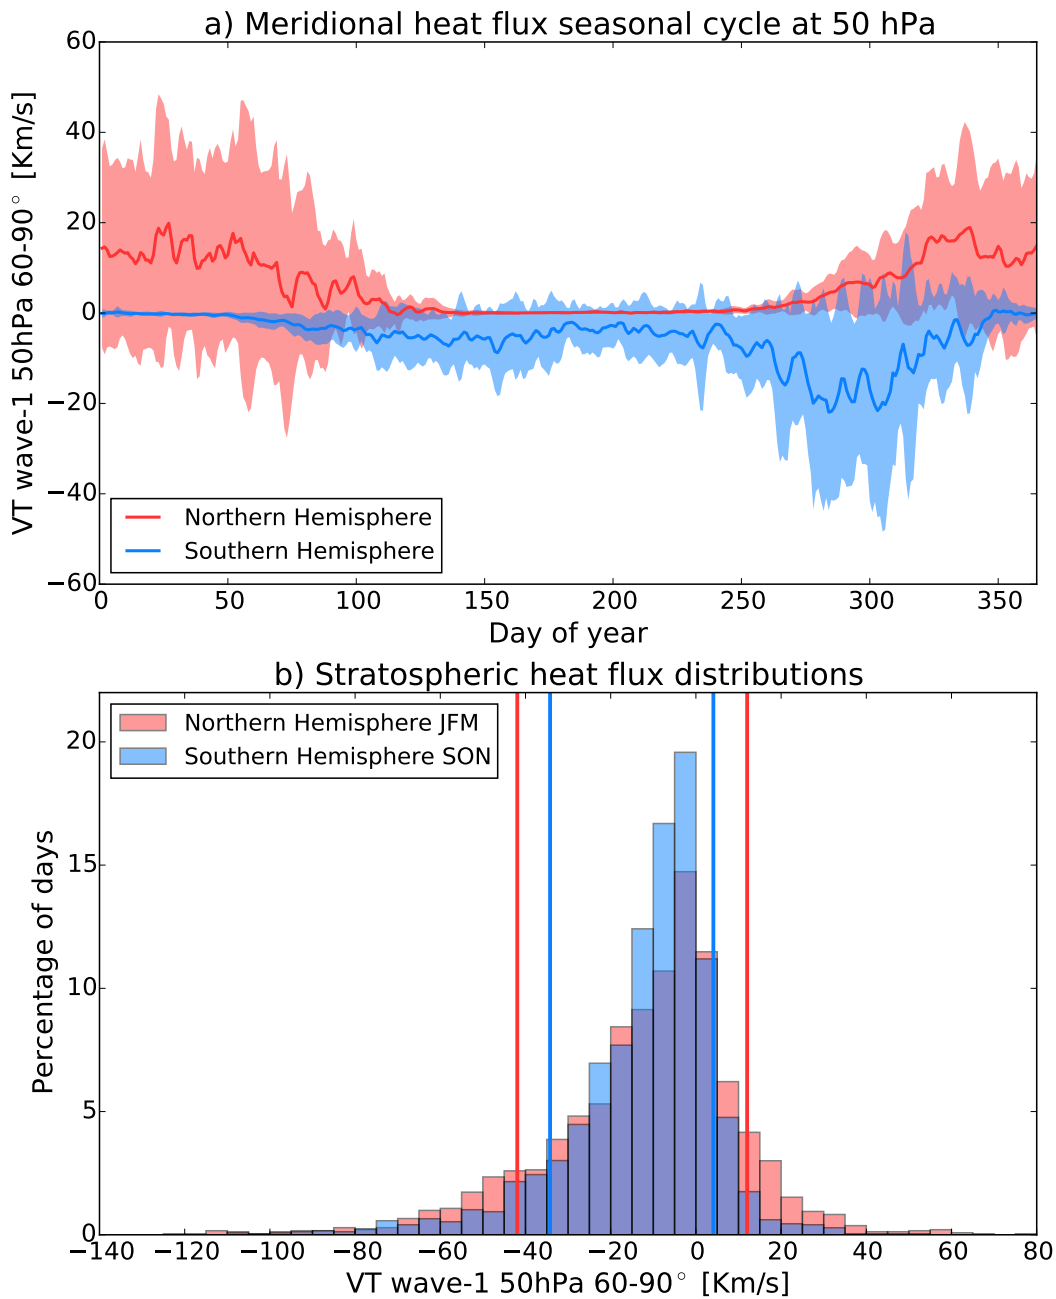 a) Meridional heat flux seasonal cycle at 50 hPa
VT wave-1 50hPa 60-90° [Km/s]
60
40
20
0
−20
−40
−60
Northern Hemisphere
Southern Hemisphere
0 50 100 150 200 250 300 350
Day of year
b) Stratospheric heat flux distributions
Percentage of days
20
15
10
5
0
Northern Hemisphere JFM
Southern Hemisphere SON
−140 −120 −100 −80 −60 −40 −20 0 20 40 60 80
VT wave-1 50hPa 60-90° [Km/s]